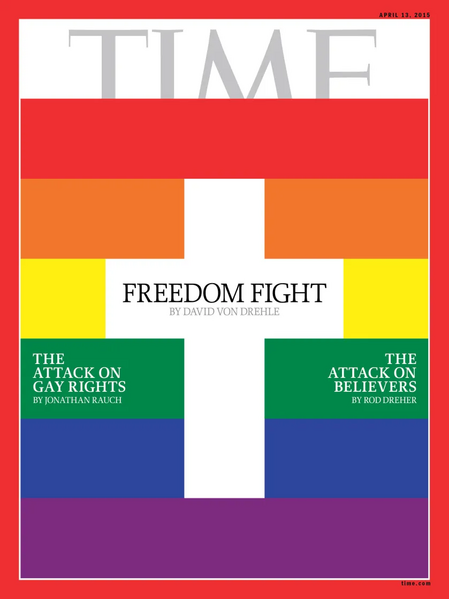 APRIL 13, 2015
TIME
FREEDOM FIGHT
BY DAVID VON DREHLE
THE
ATTACK ON
GAY RIGHTS
BY JONATHAN RAUCH
THE
ATTACK ON
BELIEVERS
BY ROD DREHER
time.com